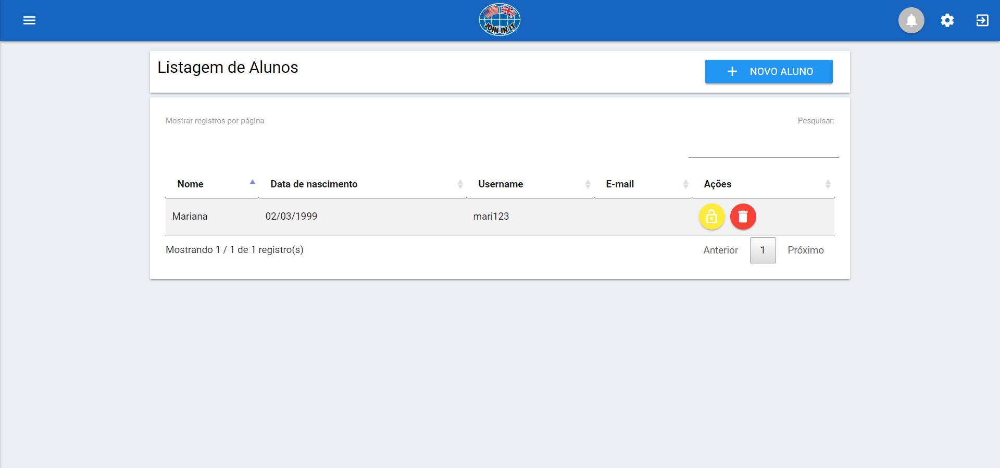 JOIN IN IT
Listagem de Alunos
NOVO ALUNO
Mostrar registros por página
Pesquisar:
Nome Data de nascimento Username E-mail Ações
Mariana 02/03/1999 mari123
Mostrando 1 / 1 de 1 registro(s)
Anterior 1 Próximo